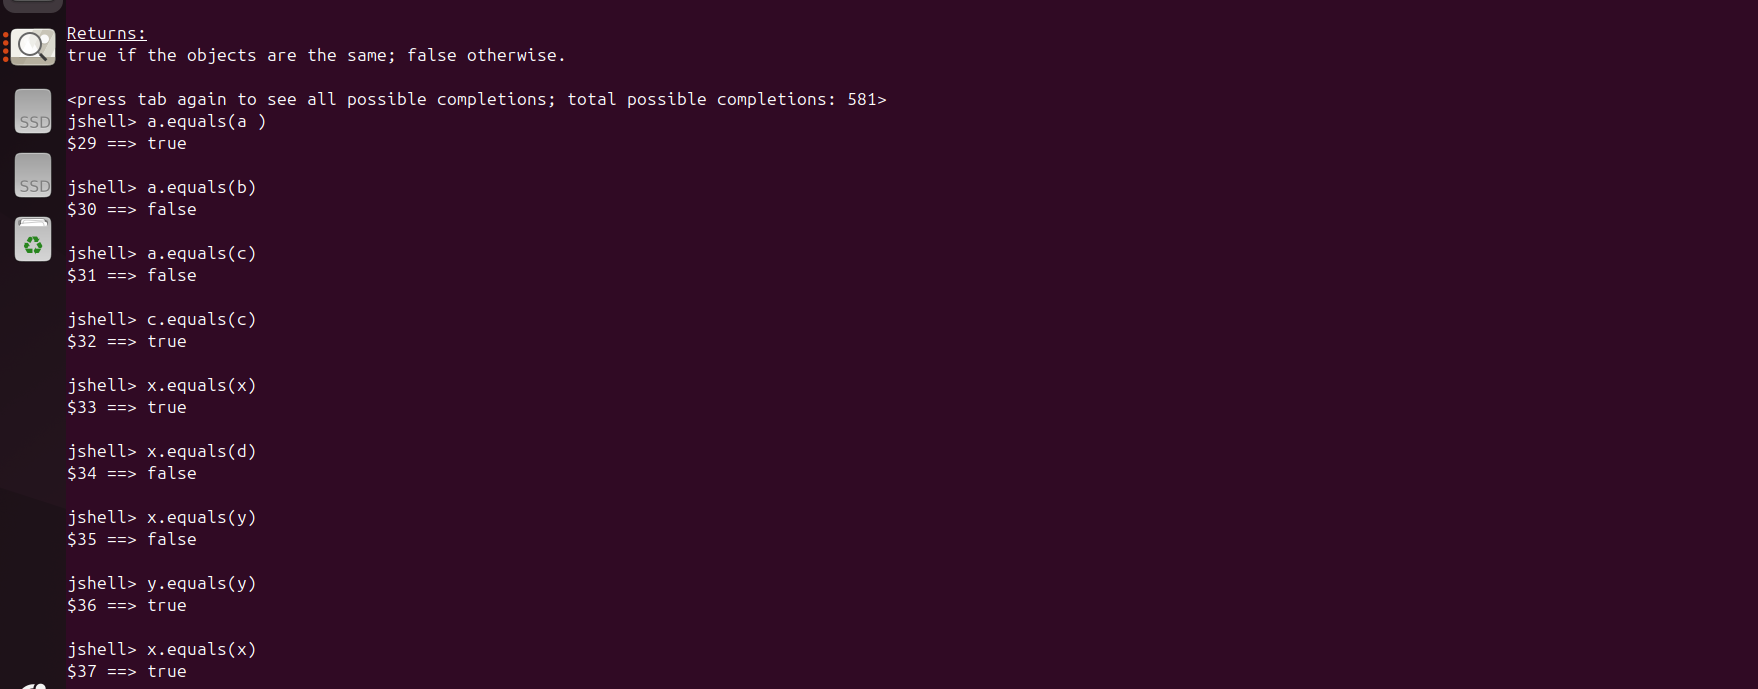 Returns:
true if the objects are the same; false otherwise.
<press tab again to see all possible completions; total possible completions: 581>
jshell> a.equals(a )
$29 ==> true
jshell> a.equals(b)
$30 ==> false
jshell> a.equals(c)
$31 ==> false
jshell> c.equals(c)
$32 ==> true
jshell> x.equals(x)
$33 ==> true
jshell> x.equals(d)
$34 ==> false
jshell> x.equals(y)
$35 ==> false
jshell> y.equals(y)
$36 ==> true
jshell> x.equals(x)
$37 ==> true
SSD
SSD